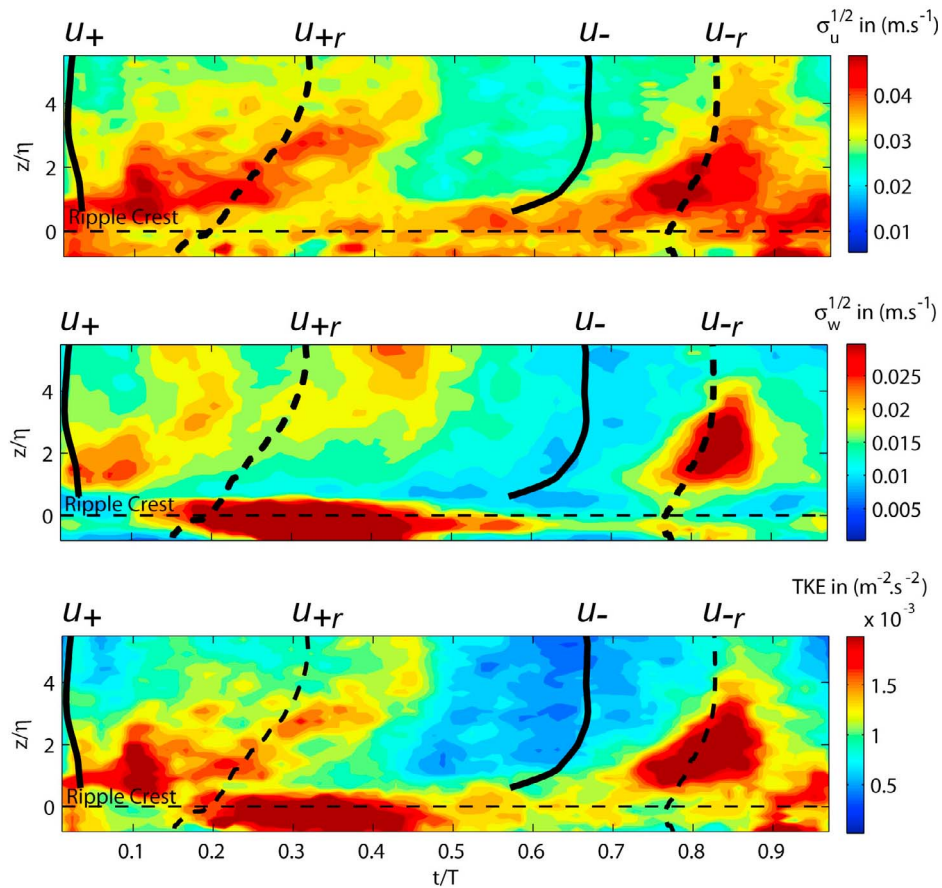 u+ u+r u- u-r σu1/2 in (m.s-1)
4
2
0
z/η
Ripple Crest
0.04
0.03
0.02
0.01
u+ u+r u- u-r σw1/2 in (m.s-1)
4
2
0
z/η
Ripple Crest
0.025
0.020
0.015
0.010
0.005
u+ u+r u- u-r TKE in (m-2.s-2)
x 10-3
4
2
0
z/η
Ripple Crest
1.5
1
0.5
0.1 0.2 0.3 0.4 0.5 0.6 0.7 0.8 0.9
t/T